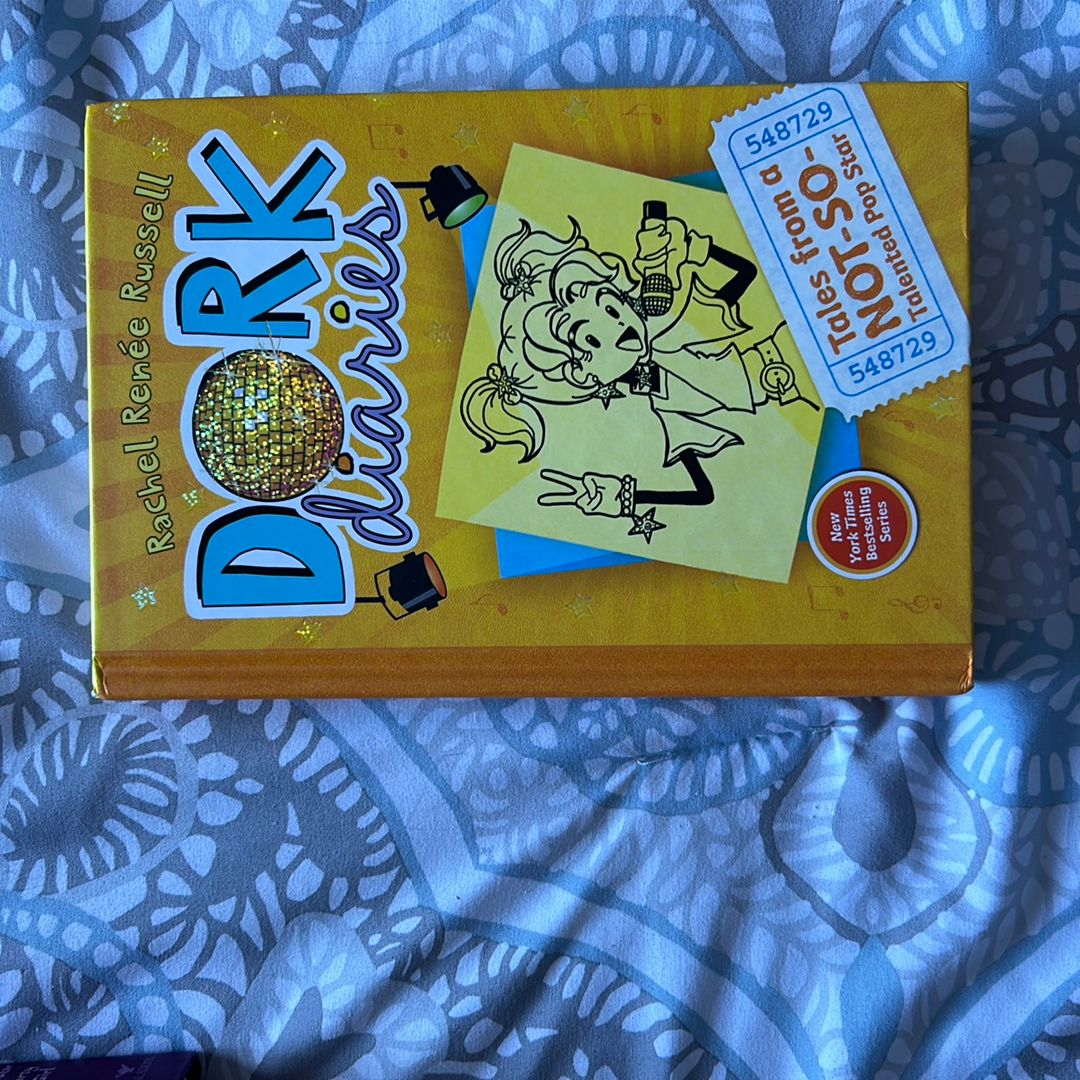 Rachel Renée Russell
DORK
diaries
548729
Tales from a
NOT-SO-
Talented Pop Star
548729
New
York Times
Bestselling
Series